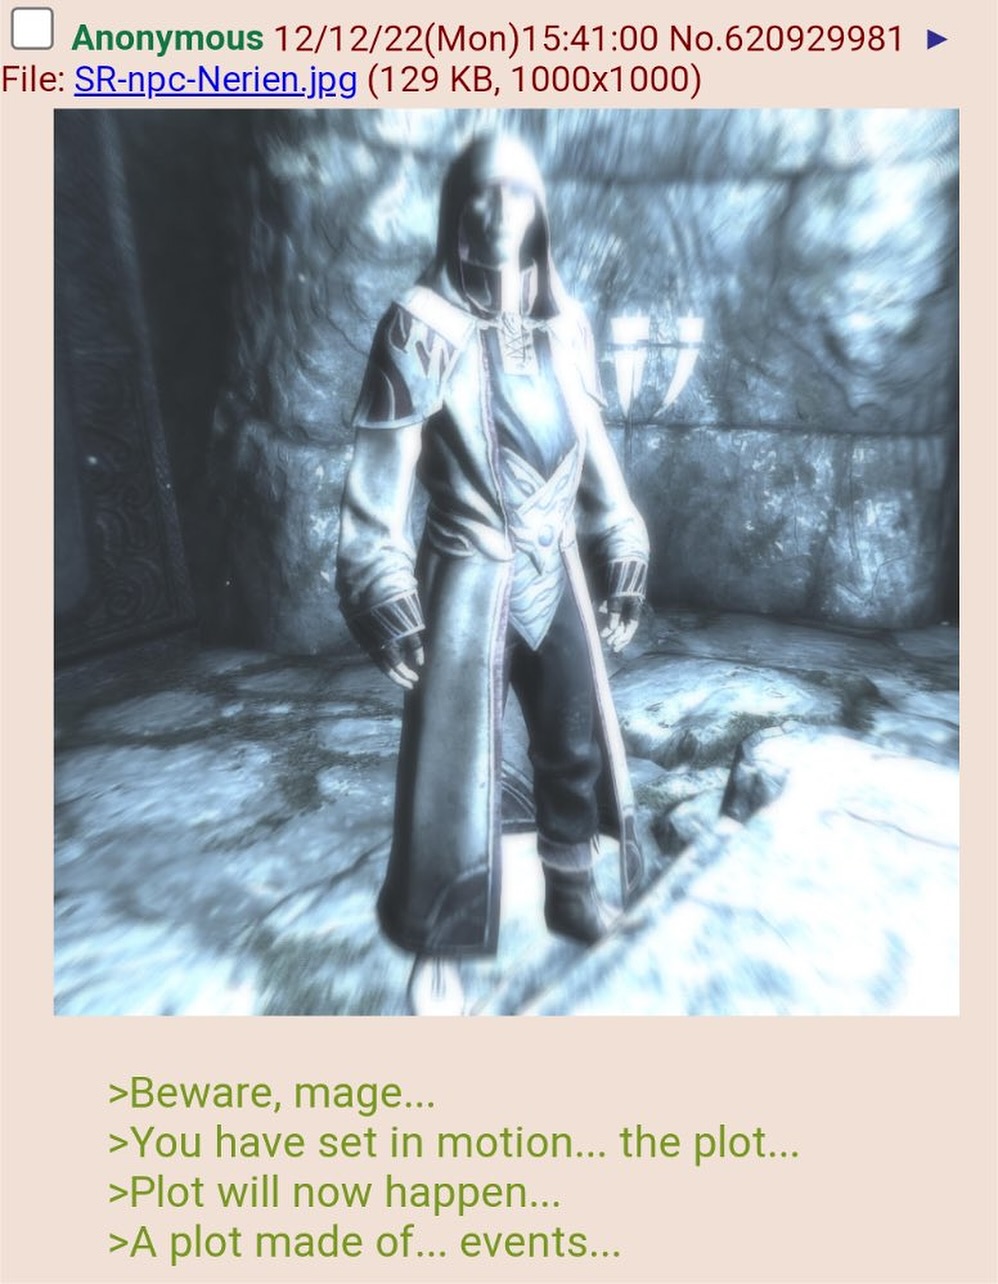 Anonymous 12/12/22(Mon)15:41:00 No.620929981 ►
File: SR-npc-Nerien.jpg (129 KB, 1000x1000)
>Beware, mage...
>You have set in motion... the plot...
>Plot will now happen...
>A plot made of... events...